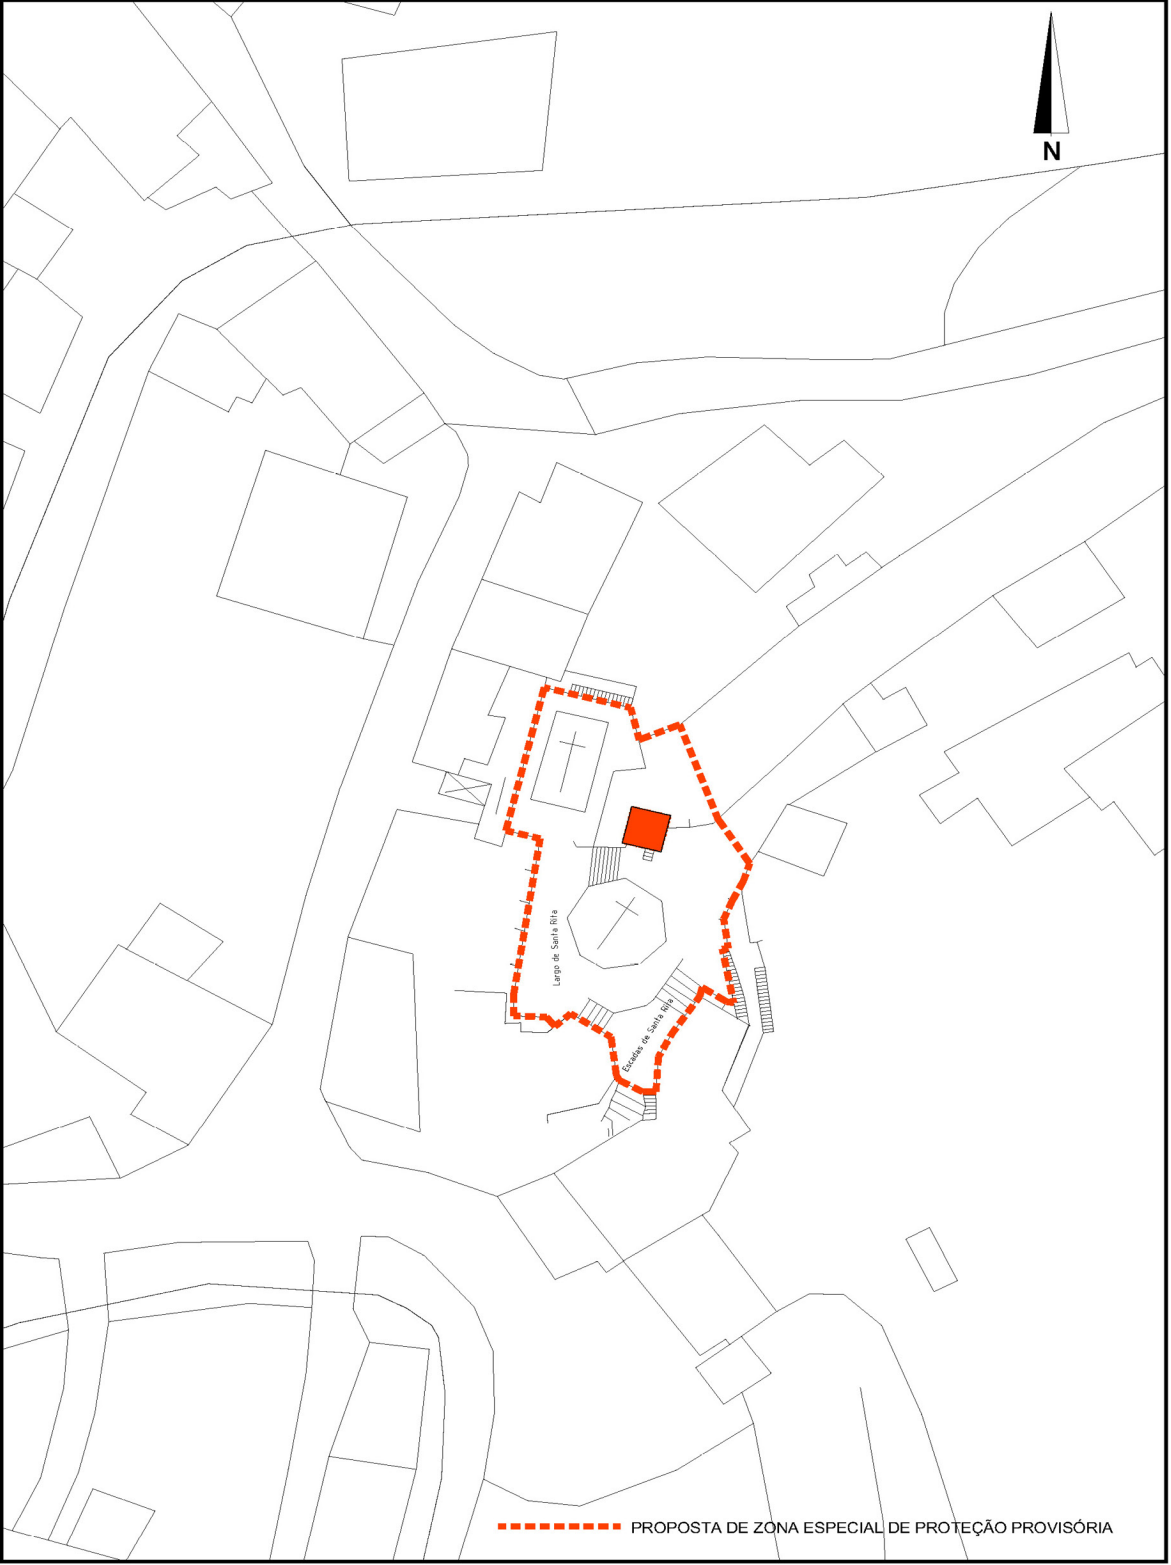 N
Largo de Santa Rita
Escadas de Santa Rita
PROPOSTA DE ZONA ESPECIAL DE PROTEÇÃO PROVISÓRIA